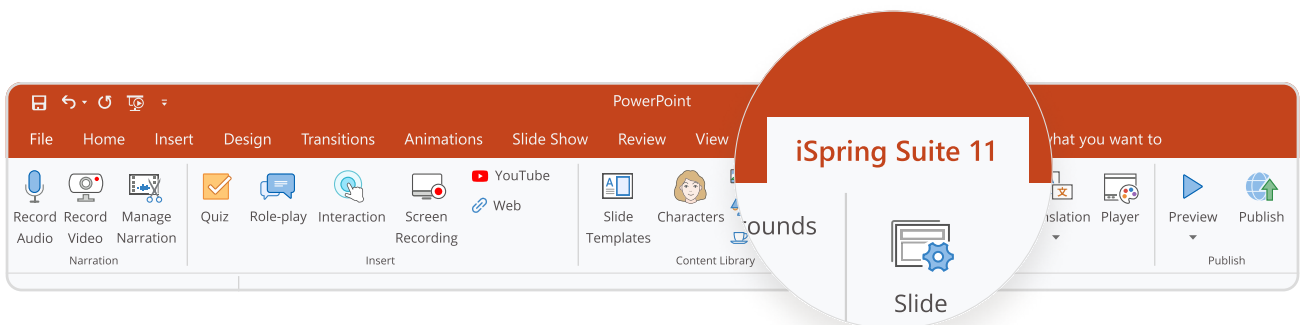 PowerPoint
File Home Insert Design Transitions Animations Slide Show Review View iSpring Suite 11 what you want to
Record Audio
Record Video
Manage Narration
Narration
Quiz
Role-play
Interaction
Screen Recording
YouTube
Web
Insert
Slide Templates
Characters
Content Library
Slide
Player
Preview
Publish
Publish